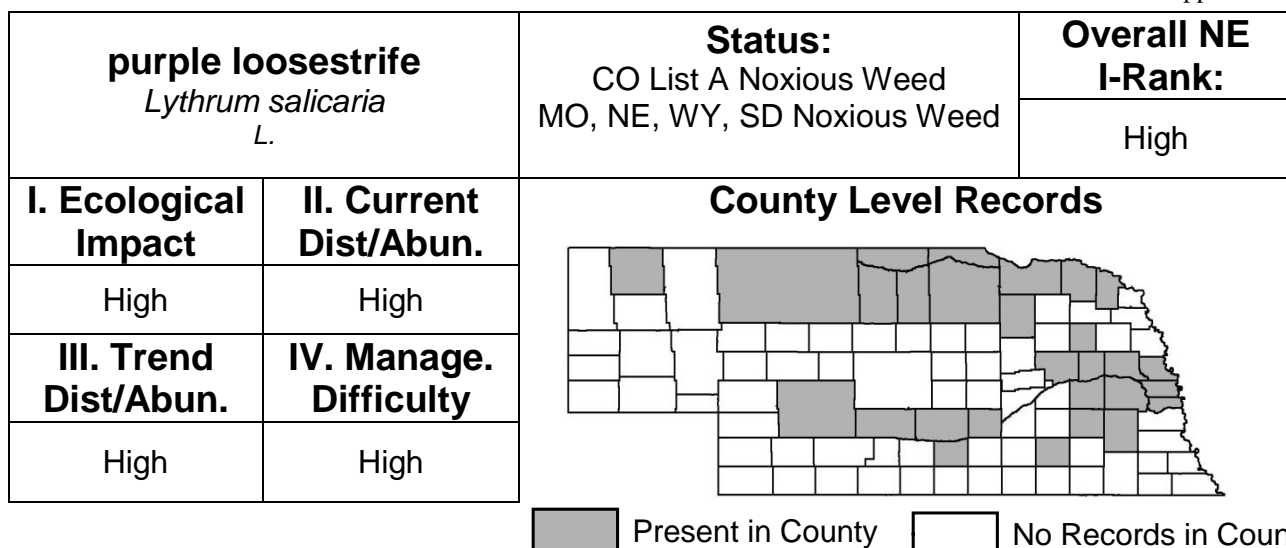 purple loosestrife
Lythrum salicaria
L.
Status:
CO List A Noxious Weed
MO, NE, WY, SD Noxious Weed
Overall NE
I-Rank:
High
I. Ecological
Impact
II. Current
Dist/Abun.
High
High
III. Trend
Dist/Abun.
IV. Manage.
Difficulty
High
High
County Level Records
Present in County
No Records in